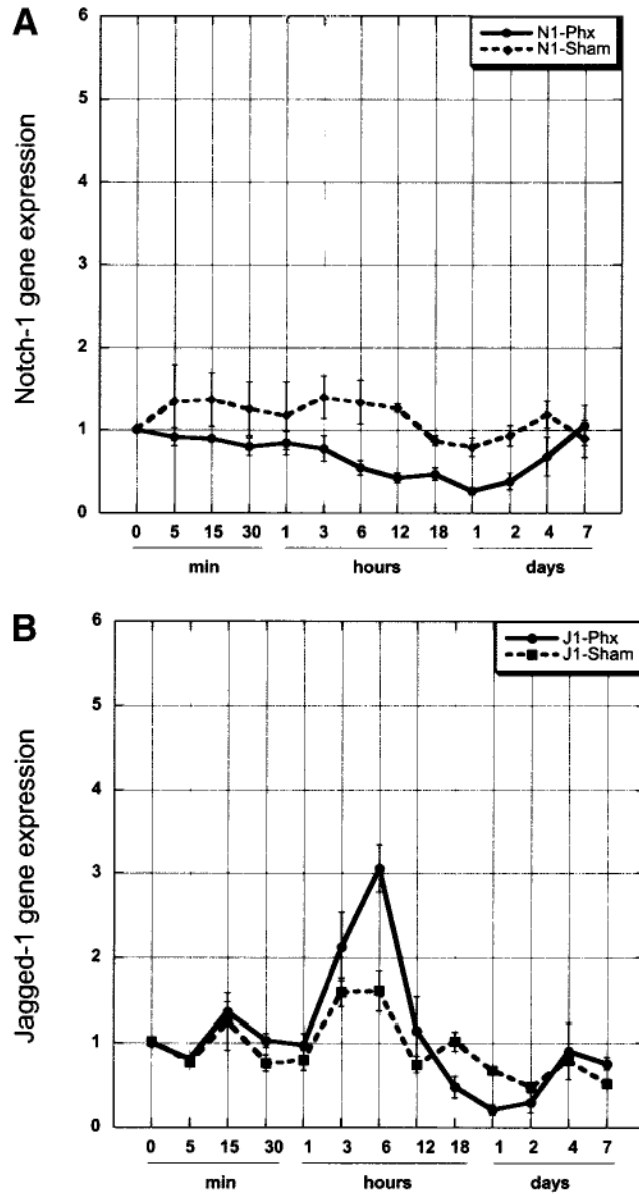 A
N1-Phx
N1-Sham
Notch-1 gene expression
6
5
4
3
2
1
0
0 5 15 30 1 3 6 12 18 1 2 4 7
min hours days
B
J1-Phx
J1-Sham
Jagged-1 gene expression
6
5
4
3
2
1
0
0 5 15 30 1 3 6 12 18 1 2 4 7
min hours days